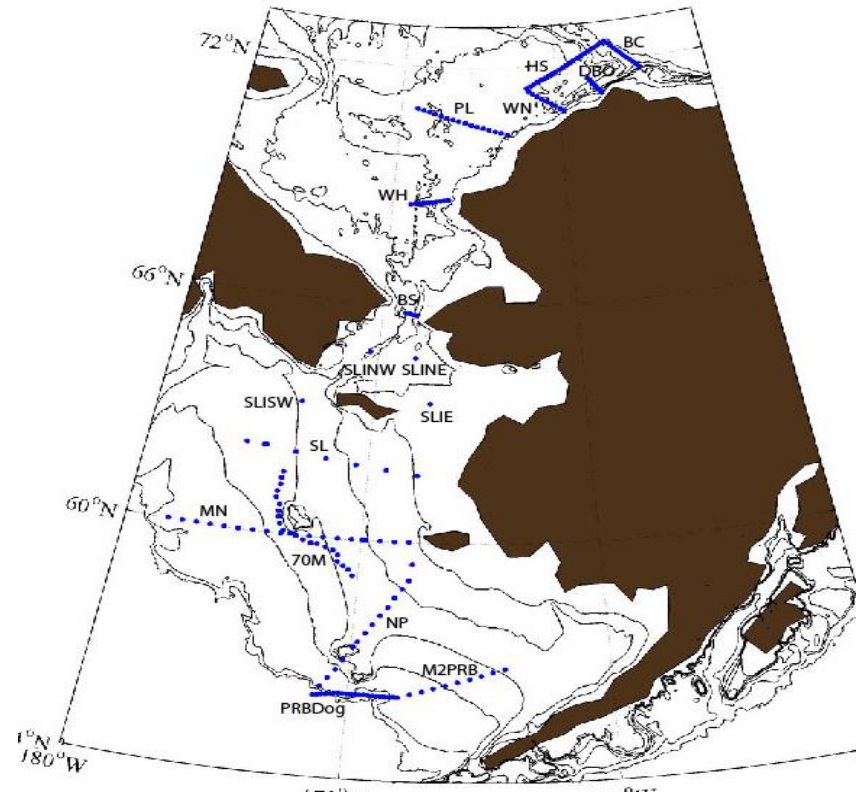 72°N
BC
HS
DBO
PL
WN
WH
66°N
BS
SLINW
SLINE
SLISW
SLIE
SL
60°N
MN
70M
NP
M2PRB
PRBDog
180°W